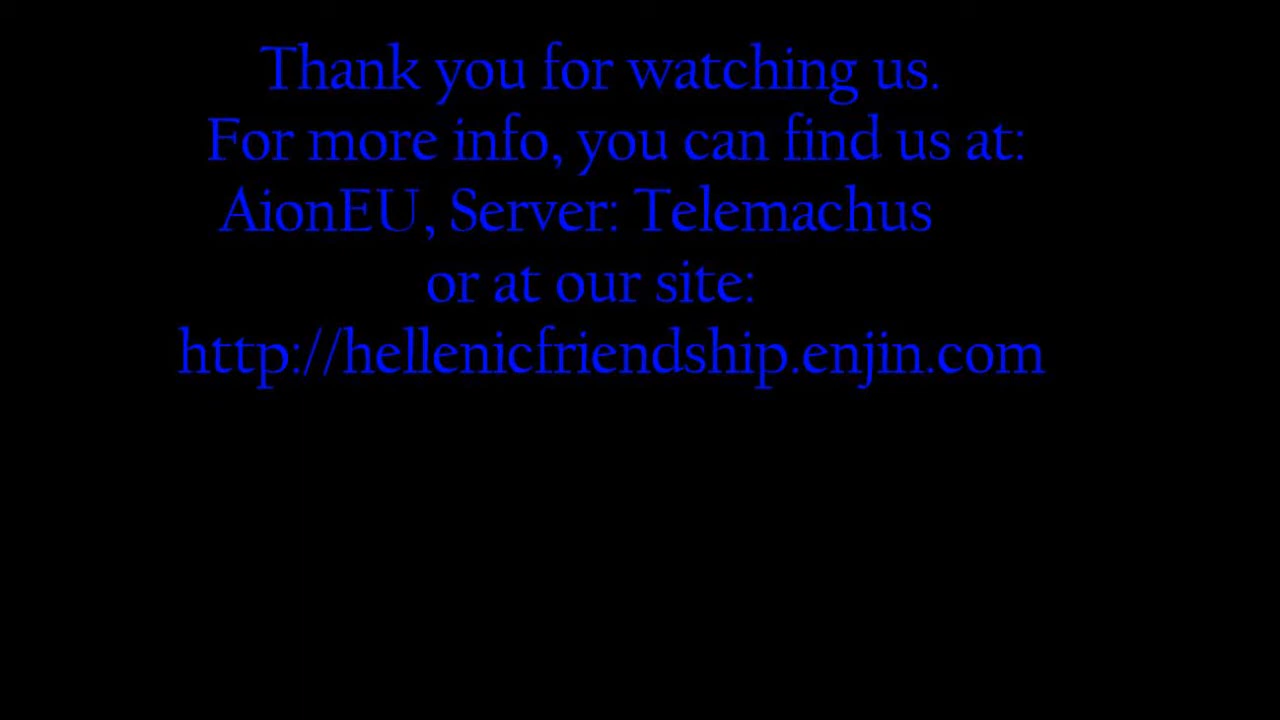 Thank you for watching us.
For more info, you can find us at:
AionEU, Server: Telemachus
or at our site:
http://hellenicfriendship.enjin.com